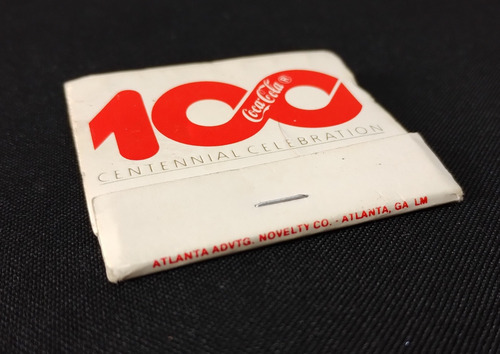 100
Coca-Cola®
CENTENNIAL CELEBRATION
ATLANTA ADVTG. NOVELTY CO. - ATLANTA, GA LM